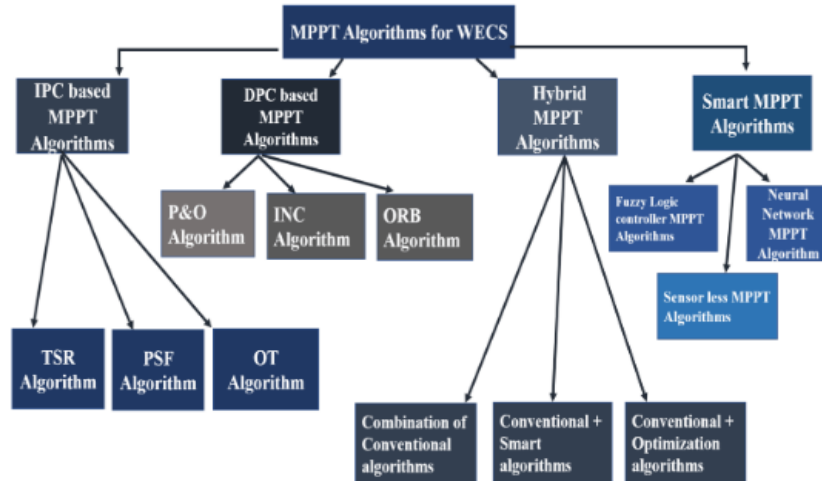 MPPT Algorithms for WECS
IPC based
MPPT
Algorithms
DPC based
MPPT
Algorithms
Hybrid
MPPT
Algorithms
Smart MPPT
Algorithms
P&O
Algorithm
INC
Algorithm
ORB
Algorithm
Fuzzy Logic
controller MPPT
Algorithms
Neural
Network
MPPT
Algorithm
Sensor less MPPT
Algorithms
TSR
Algorithm
PSF
Algorithm
OT
Algorithm
Combination of
Conventional
algorithms
Conventional +
Smart
algorithms
Conventional +
Optimization
algorithms